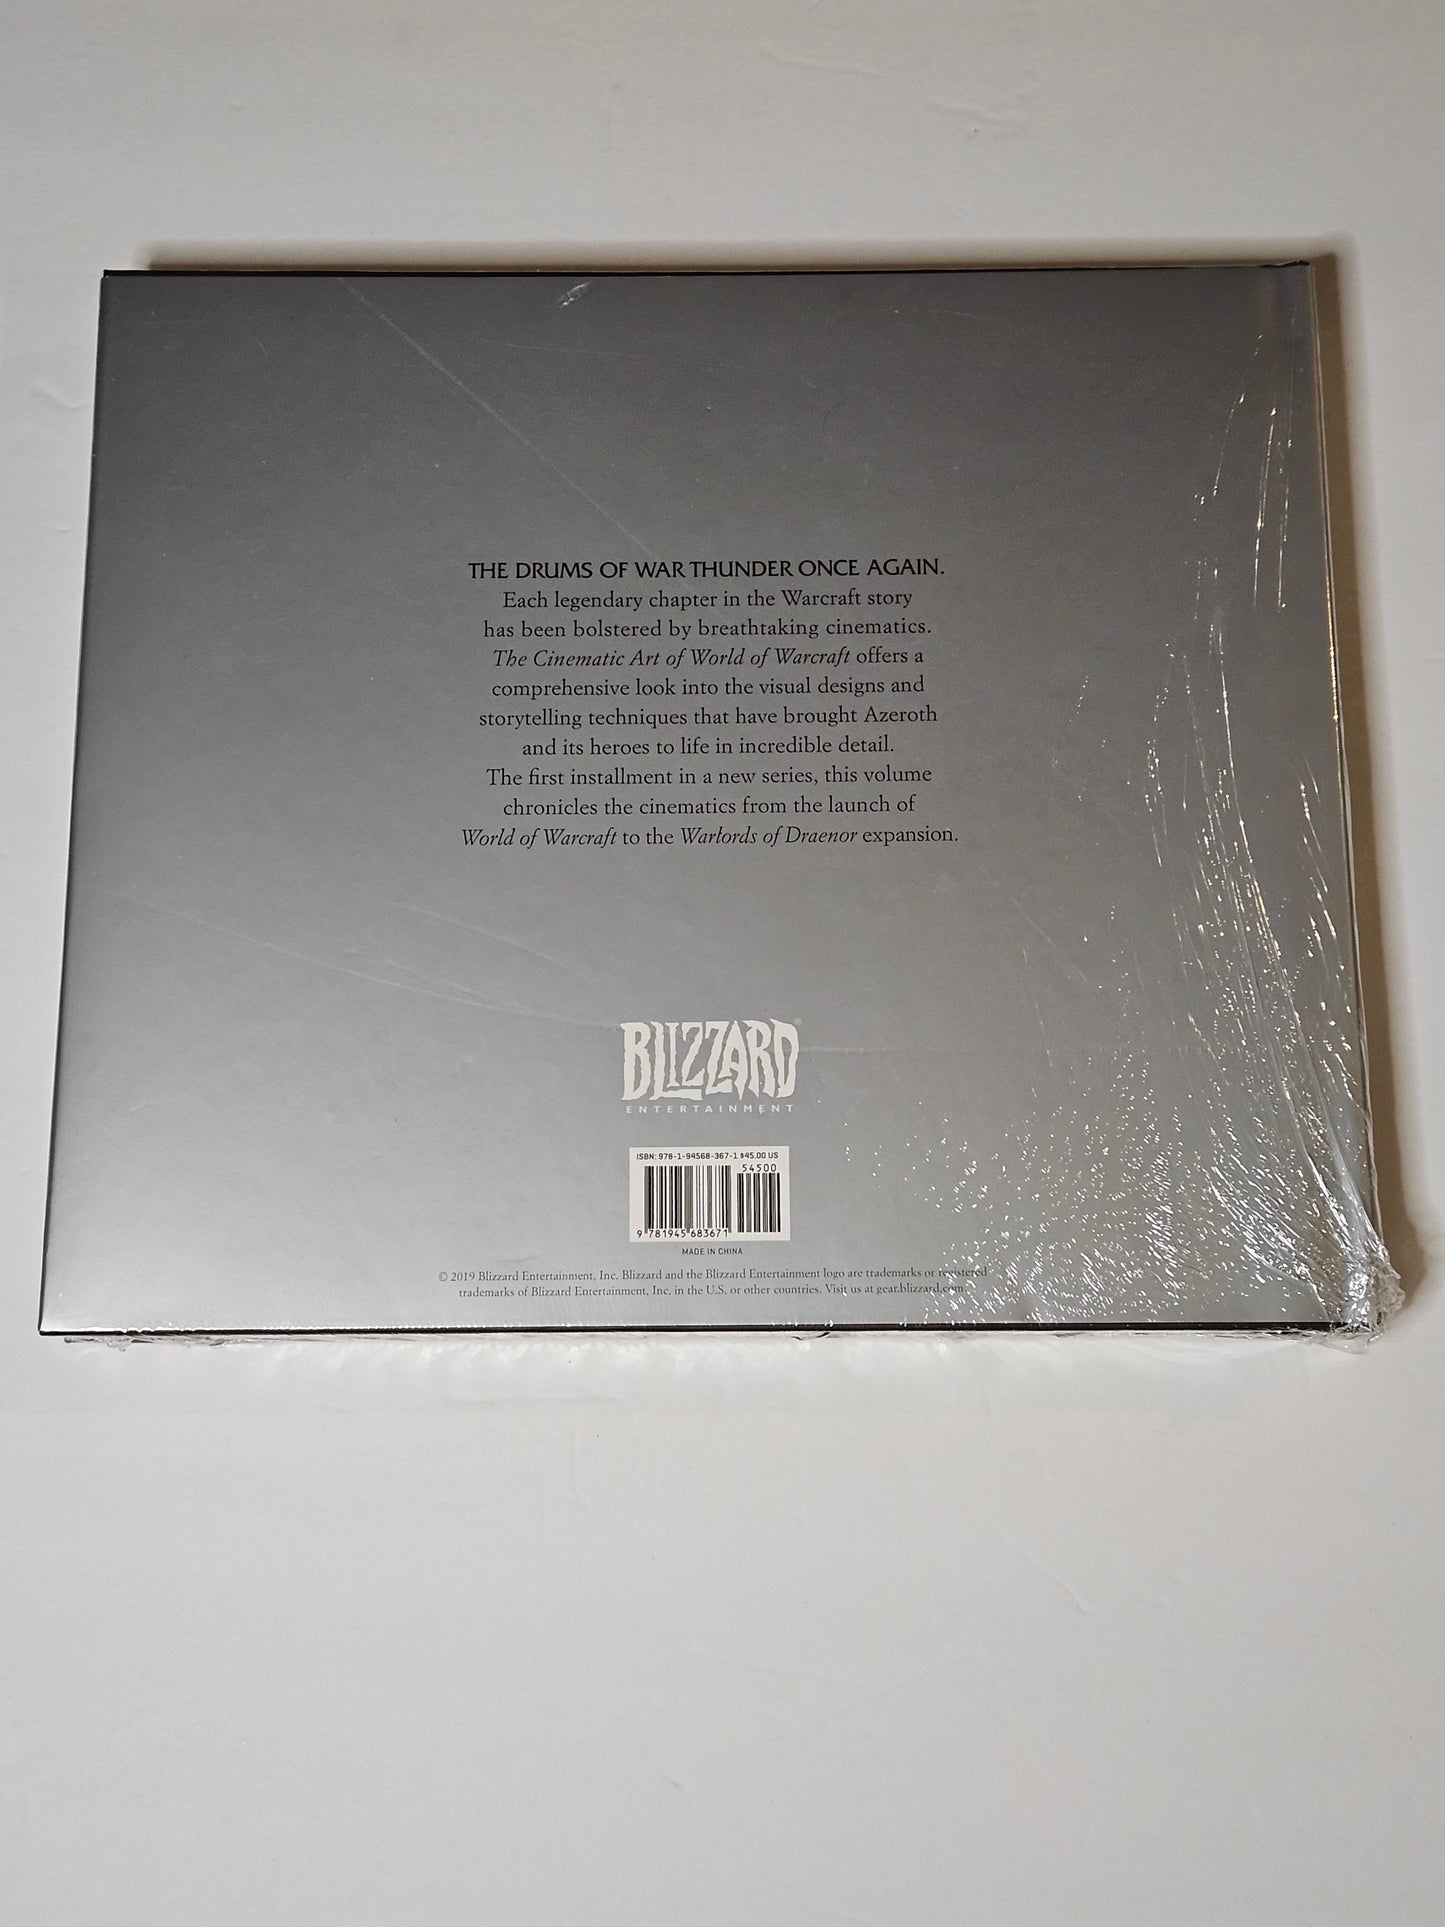 THE DRUMS OF WAR THUNDER ONCE AGAIN.
Each legendary chapter in the Warcraft story
has been bolstered by breathtaking cinematics.
The Cinematic Art of World of Warcraft offers a
comprehensive look into the visual designs and
storytelling techniques that have brought Azeroth
and its heroes to life in incredible detail.
The first installment in a new series, this volume
chronicles the cinematics from the launch of
World of Warcraft to the Warlords of Draenor expansion.
BLIZZARD®
ENTERTAINMENT
ISBN: 978-1-94568-367-1 $45.00 US
54500
9 781945 683671
MADE IN CHINA
© 2019 Blizzard Entertainment, Inc. Blizzard and the Blizzard Entertainment logo are trademarks or registered
trademarks of Blizzard Entertainment, Inc. in the U.S. or other countries. Visit us at gear.blizzard.com.